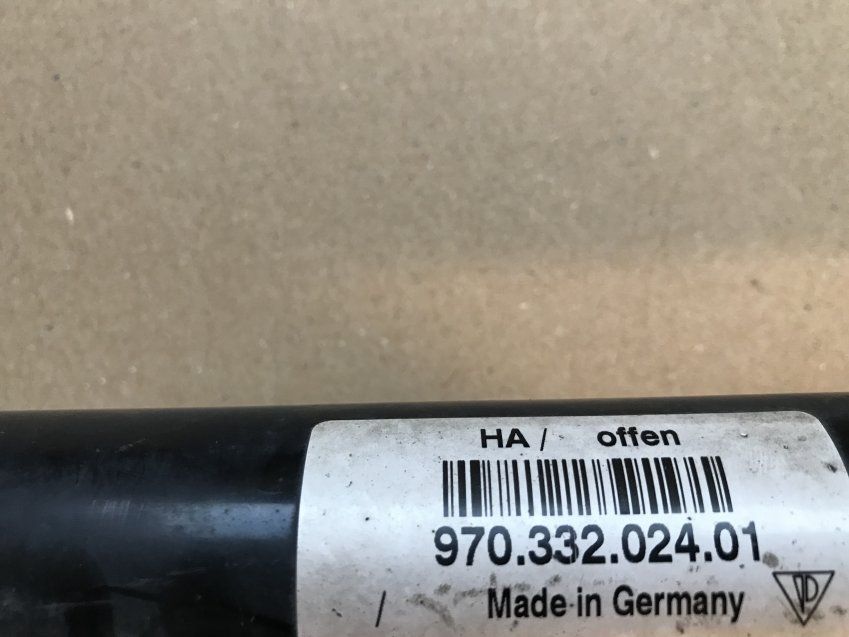 HA / offen
970.332.024.01
/ Made in Germany